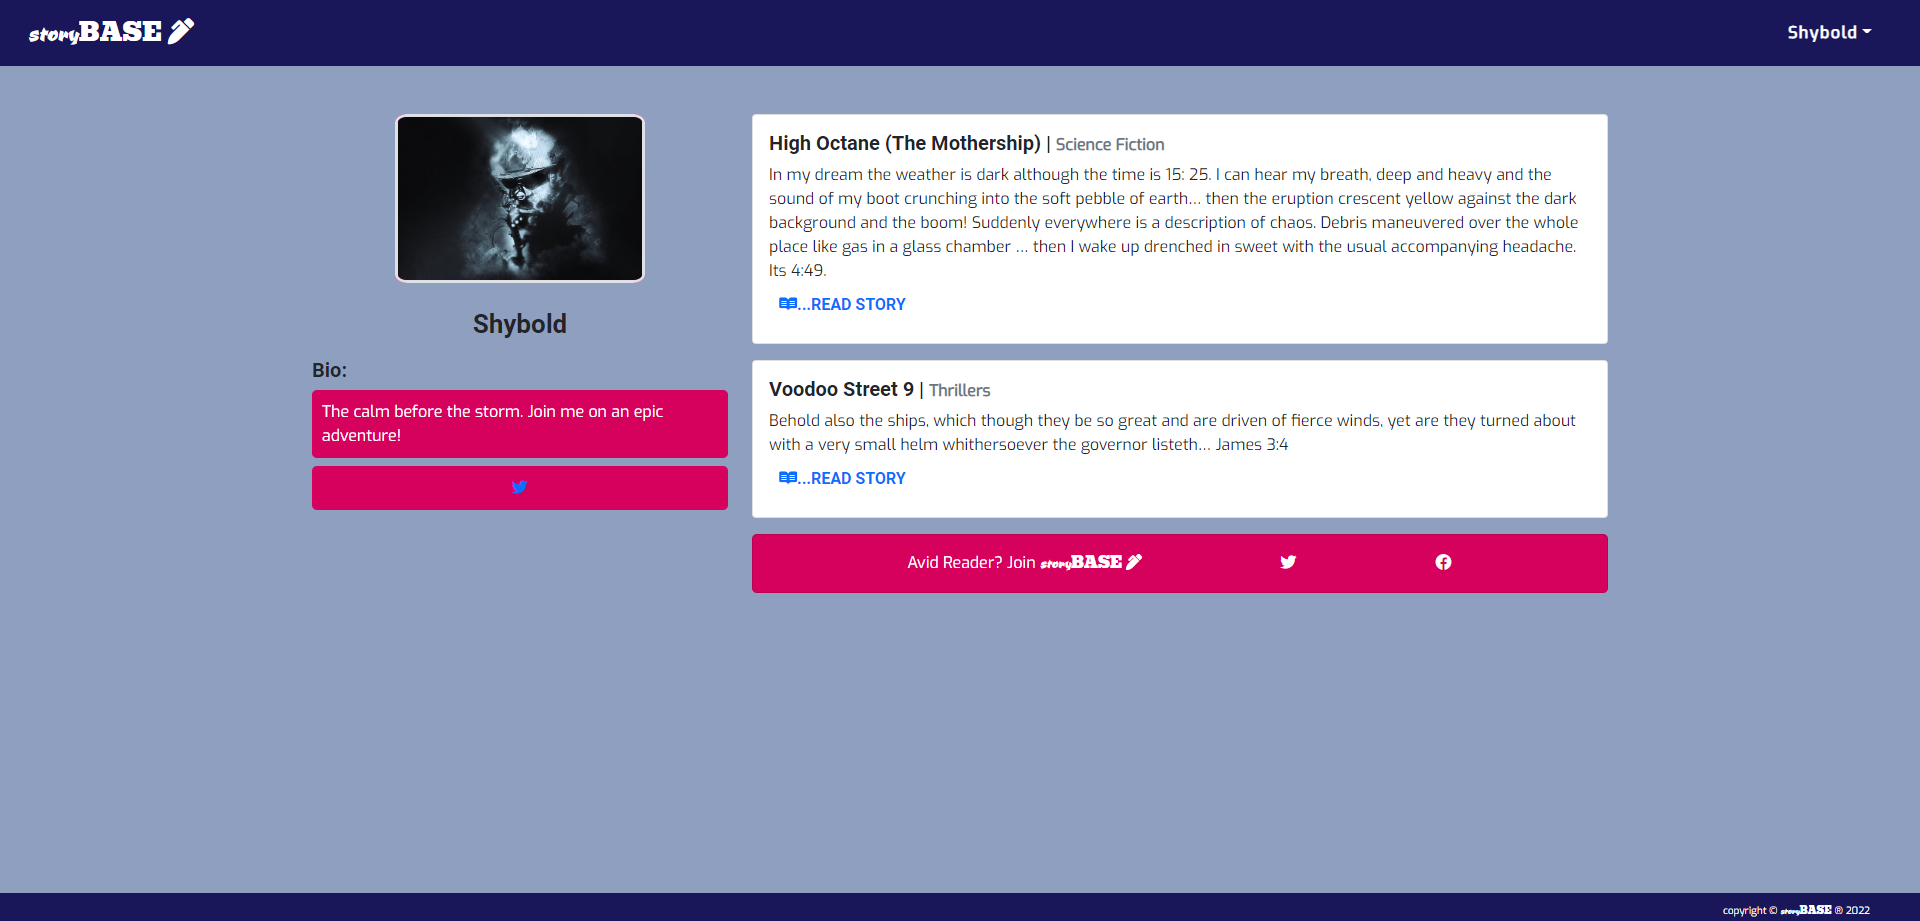 storyBASE
Shybold
Shybold
Bio:
The calm before the storm. Join me on an epic
adventure!
High Octane (The Mothership) | Science Fiction
In my dream the weather is dark although the time is 15: 25. I can hear my breath, deep and heavy and the
sound of my boot crunching into the soft pebble of earth... then the eruption crescent yellow against the dark
background and the boom! Suddenly everywhere is a description of chaos. Debris maneuvered over the whole
place like gas in a glass chamber ... then I wake up drenched in sweet with the usual accompanying headache.
Its 4:49.
...READ STORY
Voodoo Street 9 | Thrillers
Behold also the ships, which though they be so great and are driven of fierce winds, yet are they turned about
with a very small helm whithersoever the governor listeth... James 3:4
...READ STORY
Avid Reader? Join storyBASE
copyright © storyBASE ® 2022